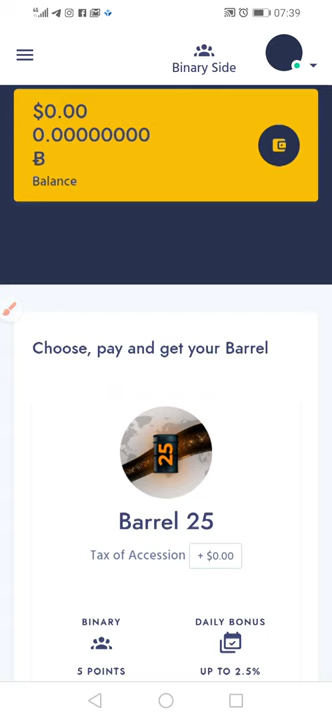 07:39
Binary Side
$0.00
0.00000000
Ƀ
Balance
Choose, pay and get your Barrel
25
Barrel 25
Tax of Accession + $0.00
BINARY DAILY BONUS
5 POINTS UP TO 2.5%